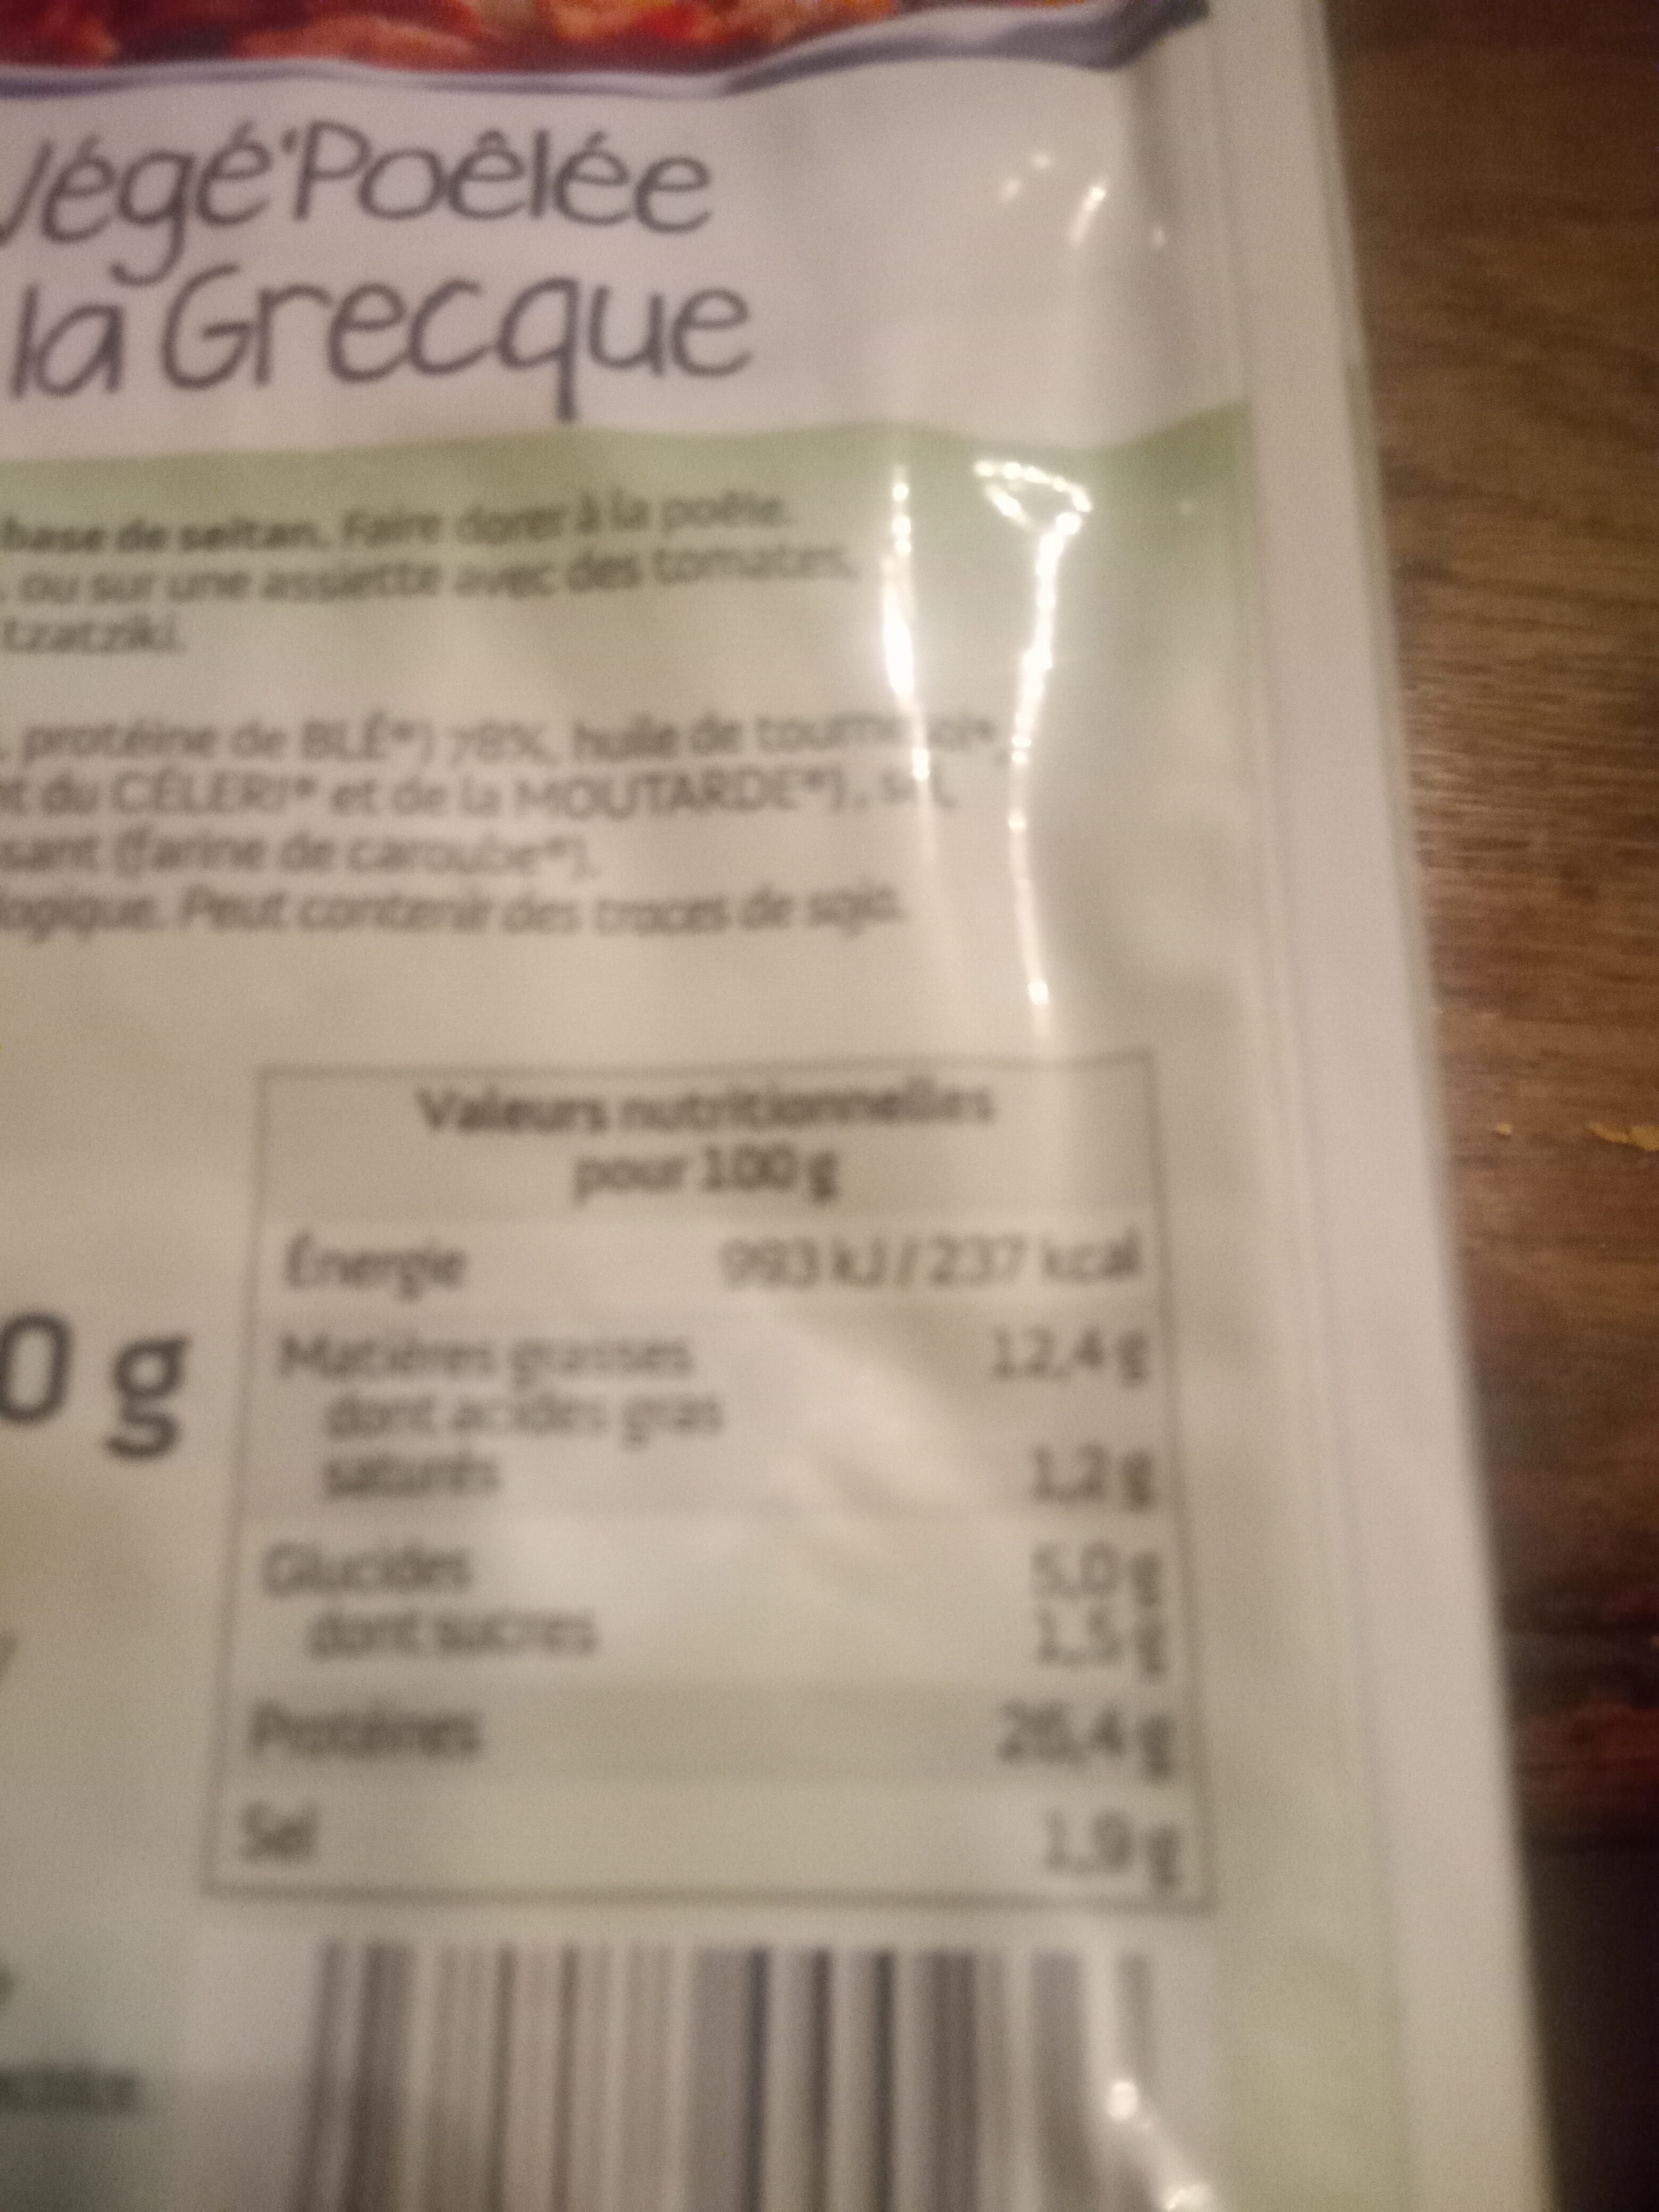 Végé'Poêlée
la Grecque
base de seitan. Faire dorer à la poêle.
, ou sur une assiette avec des tomates,
tzatziki.
, protéine de BLÉ*) 78%, huile de tournesol*,
t du CÉLERI* et de la MOUTARDE*), sel,
sant (farine de caroube*).
logique. Peut contenir des traces de soja.
Valeurs nutritionnelles
pour 100 g
Énergie 993 kJ / 237 kcal
Matières grasses 12,4 g
dont acides gras
saturés 1,2 g
Glucides 5,0 g
dont sucres 1,5 g
Protéines g
Sel 1,9 g
0 g